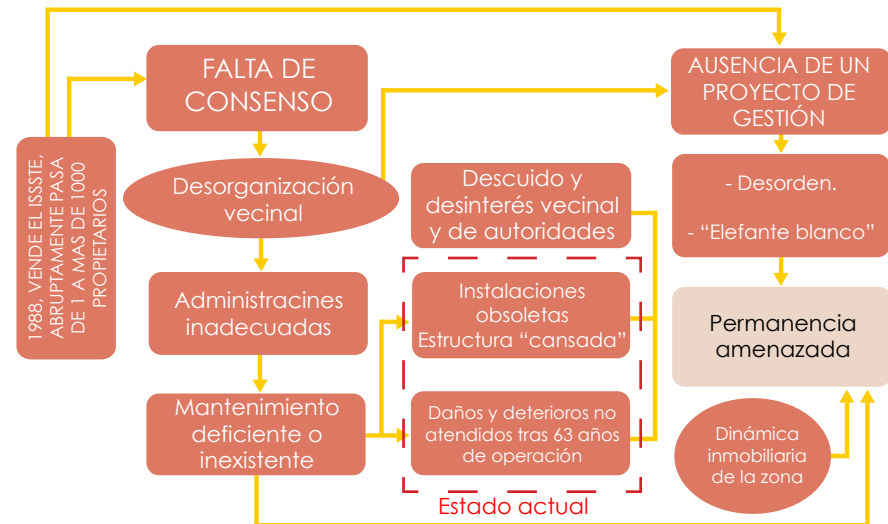 1988, VENDE EL ISSSTE,
ABRUPTAMENTE PASA
DE 1 A MAS DE 1000
PROPIETARIOS
FALTA DE
CONSENSO
Desorganización
vecinal
Administracines
inadecuadas
Mantenimiento
deficiente o
inexistente
Descuido y
desinterés vecinal
y de autoridades
Instalaciones
obsoletas
Estructura “cansada”
Daños y deterioros no
atendidos tras 63 años
de operación
Estado actual
AUSENCIA DE UN
PROYECTO DE
GESTIÓN
- Desorden.
- “Elefante blanco”
Permanencia
amenazada
Dinámica
inmobiliaria
de la zona